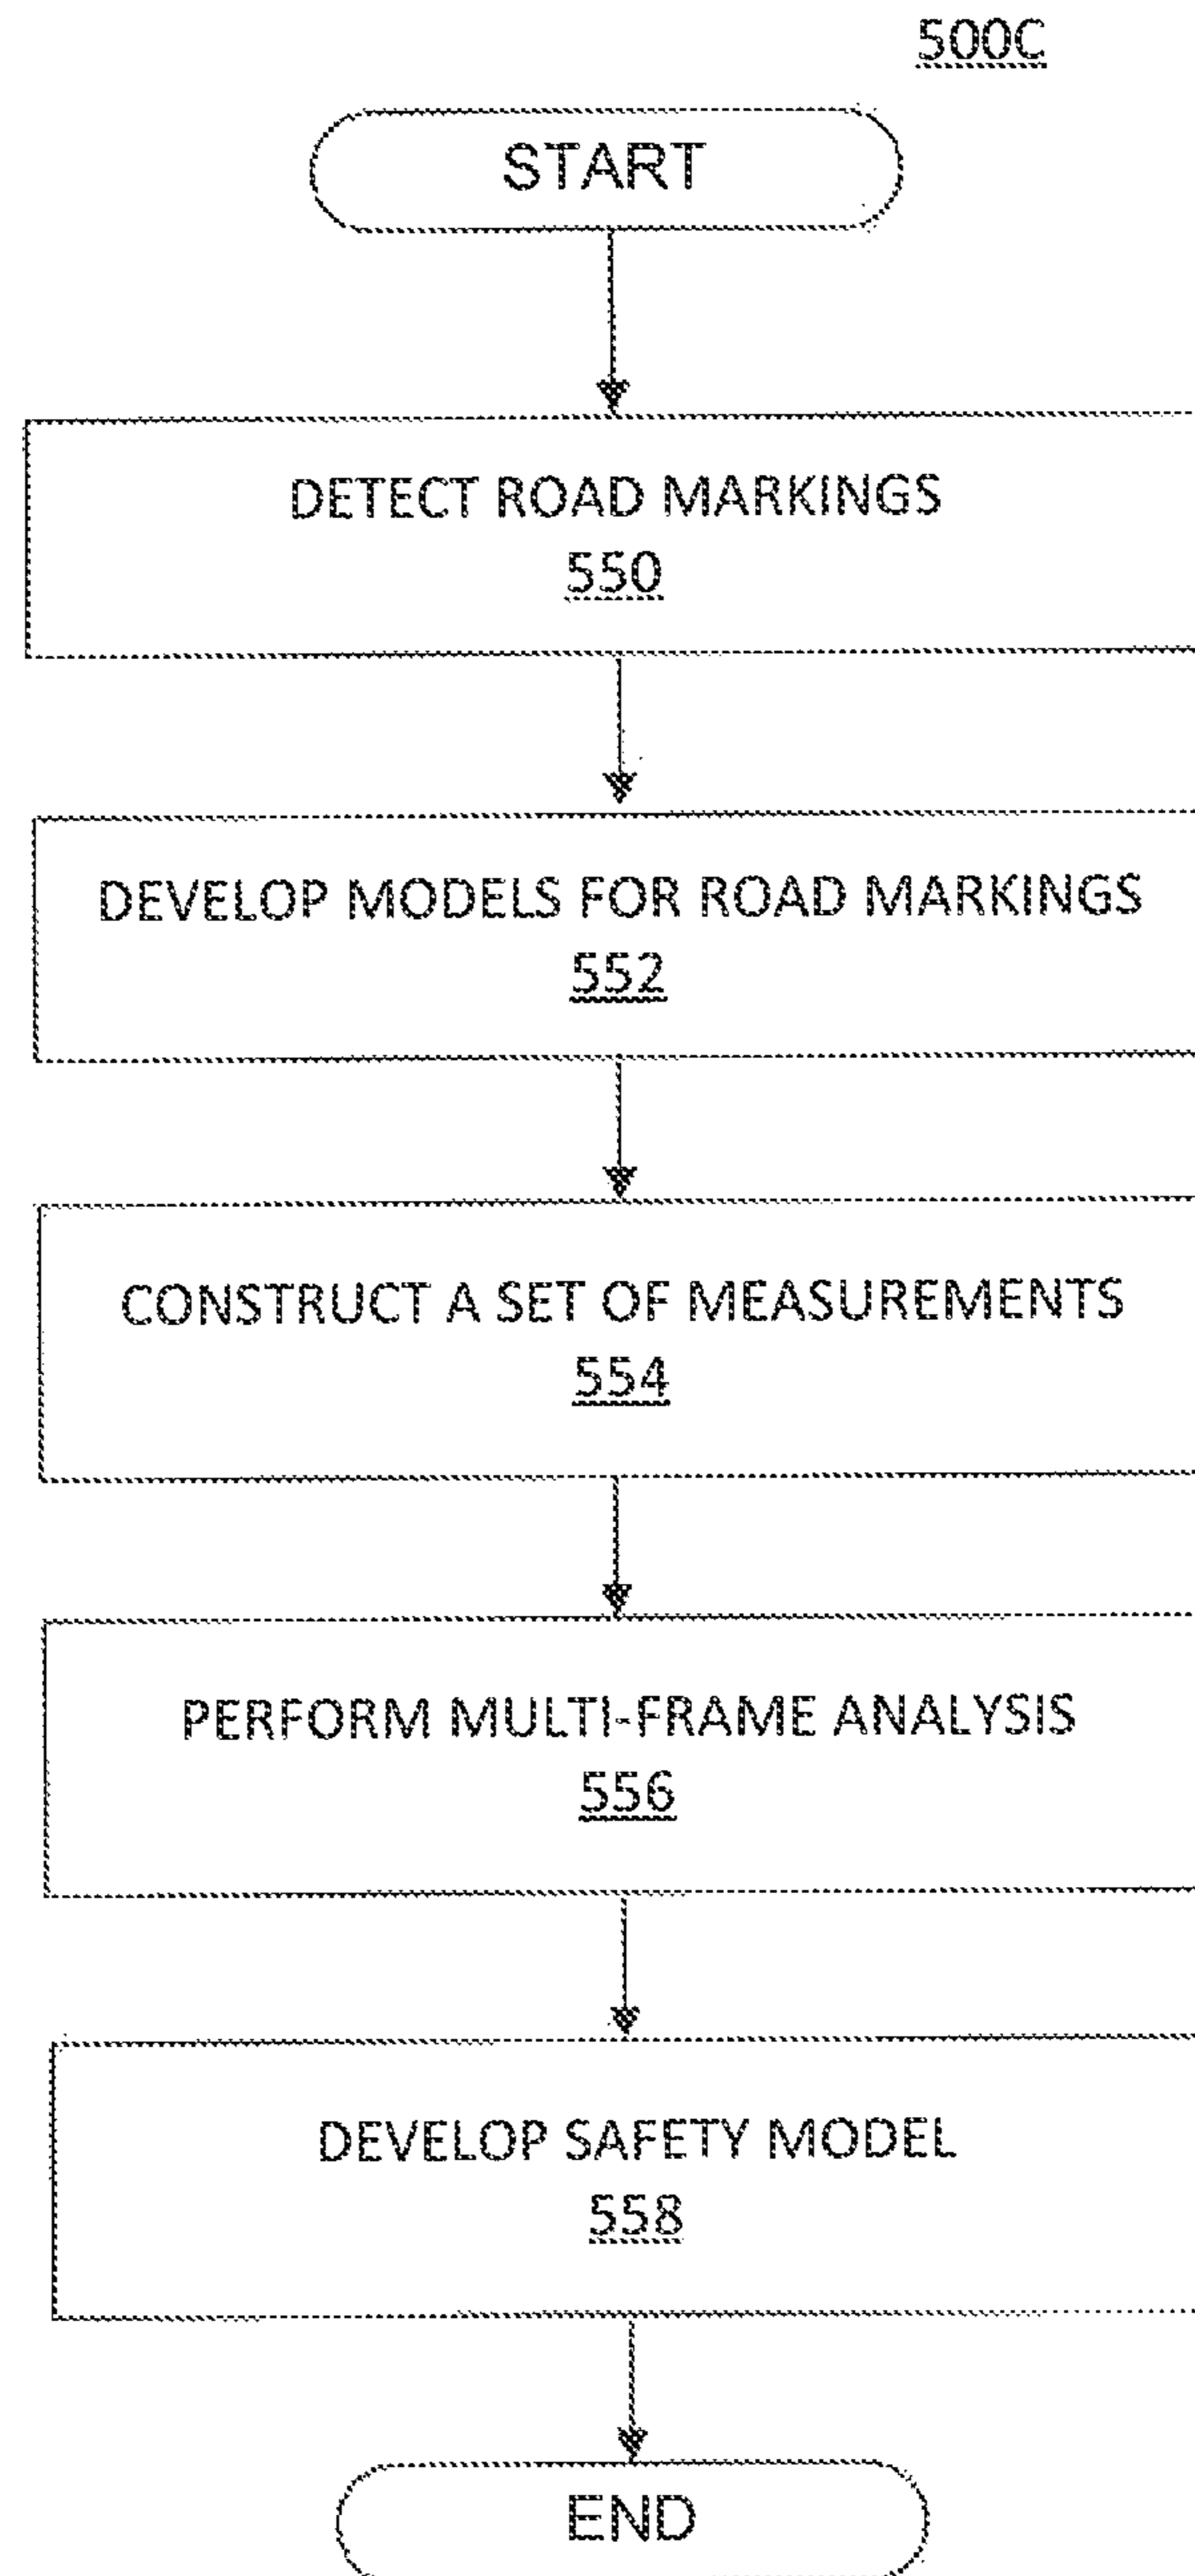 500C
START
DETECT ROAD MARKINGS
550
DEVELOP MODELS FOR ROAD MARKINGS
552
CONSTRUCT A SET OF MEASUREMENTS
554
PERFORM MULTI-FRAME ANALYSIS
556
DEVELOP SAFETY MODEL
558
END